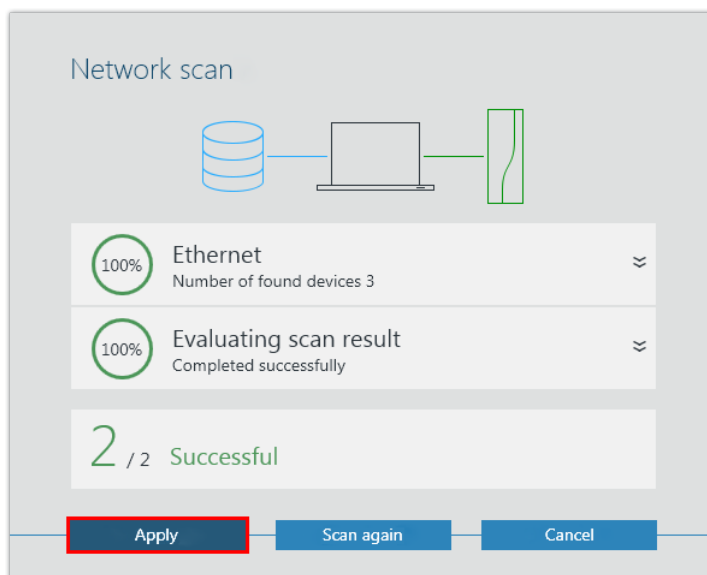 Network scan
100%
Ethernet
Number of found devices 3
100%
Evaluating scan result
Completed successfully
2 / 2 Successful
Apply
Scan again
Cancel